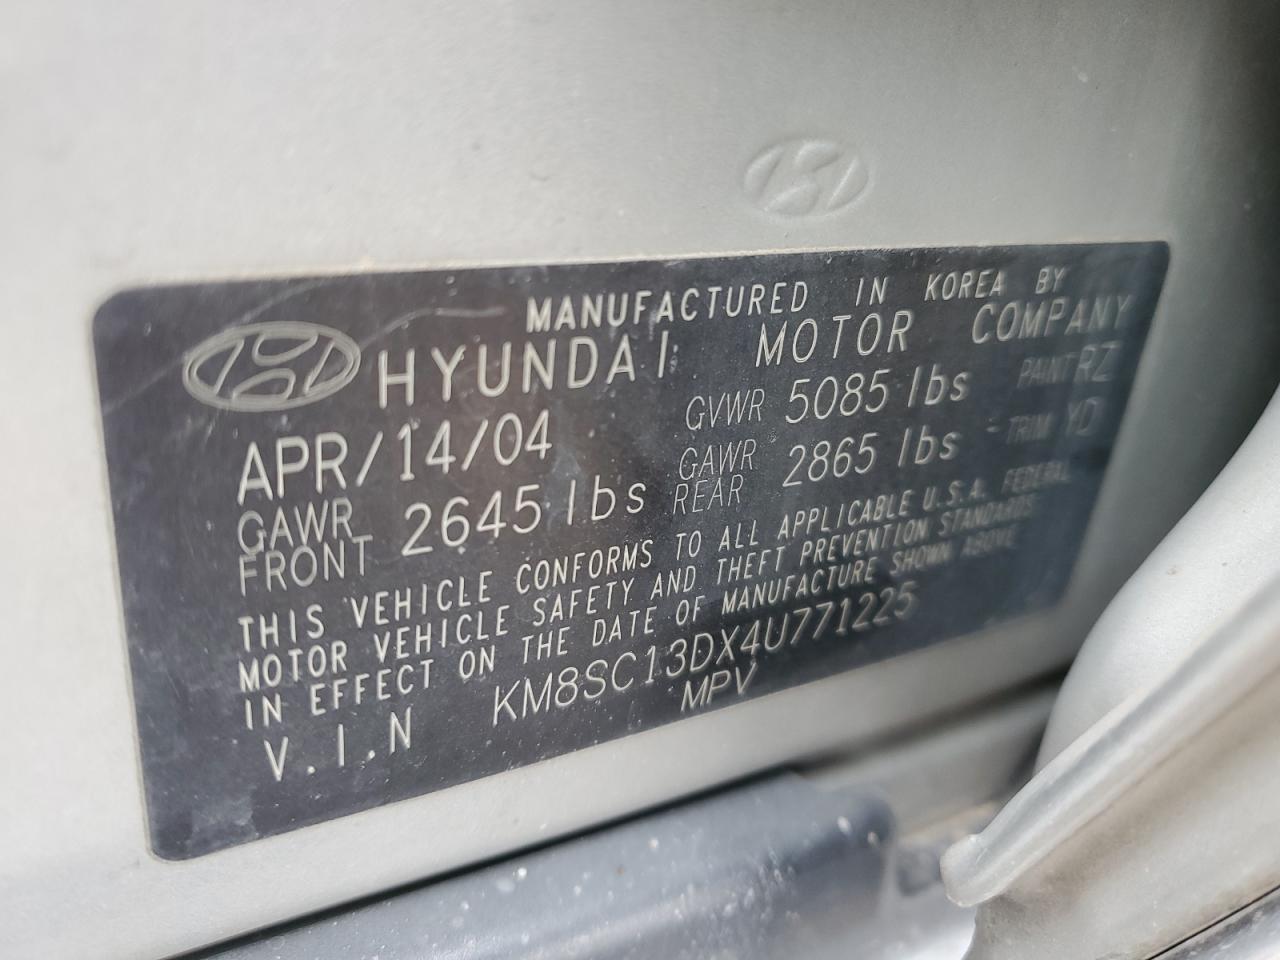 MANUFACTURED IN KOREA BY
HYUNDAI MOTOR COMPANY
APR/14/04 GVWR 5085 lbs PAINT RZ
GAWR FRONT 2645 lbs GAWR REAR 2865 lbs TRIM YD
THIS VEHICLE CONFORMS TO ALL APPLICABLE U.S.A. FEDERAL
MOTOR VEHICLE SAFETY AND THEFT PREVENTION STANDARDS
IN EFFECT ON THE DATE OF MANUFACTURE SHOWN ABOVE
V.I.N KM8SC13DX4U771225
MPV